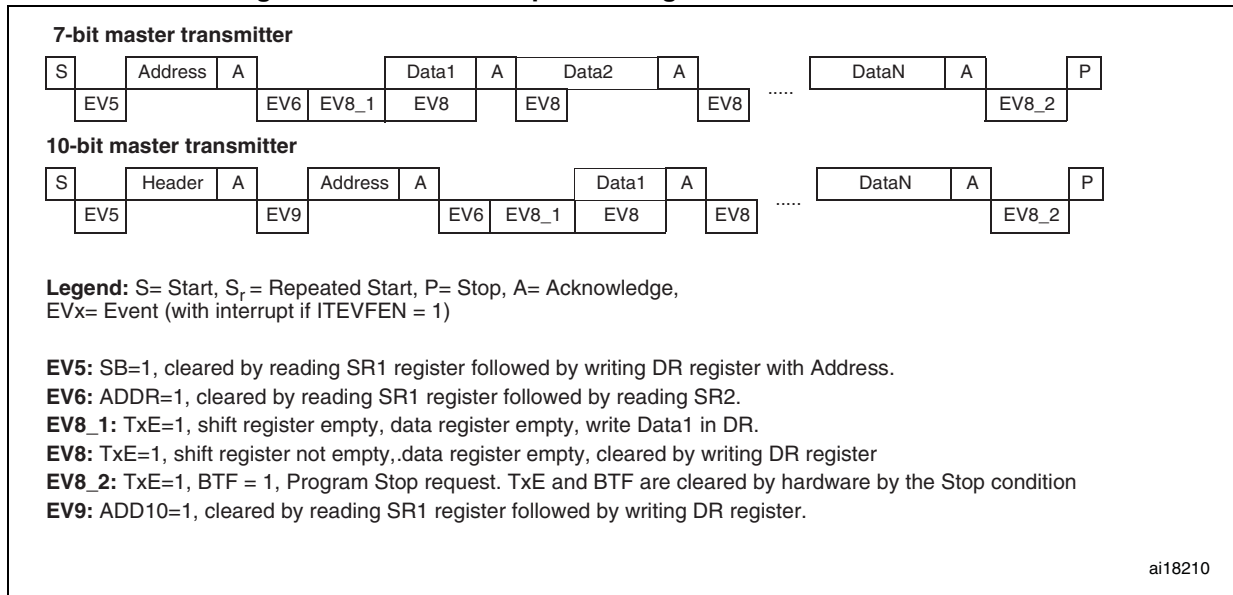 7-bit master transmitter
S Address A Data1 A Data2 A ..... DataN A P
EV5 EV6 EV8_1 EV8 EV8 EV8 EV8_2
10-bit master transmitter
S Header A Address A Data1 A ..... DataN A P
EV5 EV9 EV6 EV8_1 EV8 EV8 EV8_2
Legend: S= Start, Sr = Repeated Start, P= Stop, A= Acknowledge,
EVx= Event (with interrupt if ITEVFEN = 1)
EV5: SB=1, cleared by reading SR1 register followed by writing DR register with Address.
EV6: ADDR=1, cleared by reading SR1 register followed by reading SR2.
EV8_1: TxE=1, shift register empty, data register empty, write Data1 in DR.
EV8: TxE=1, shift register not empty,.data register empty, cleared by writing DR register
EV8_2: TxE=1, BTF = 1, Program Stop request. TxE and BTF are cleared by hardware by the Stop condition
EV9: ADD10=1, cleared by reading SR1 register followed by writing DR register.
ai18210